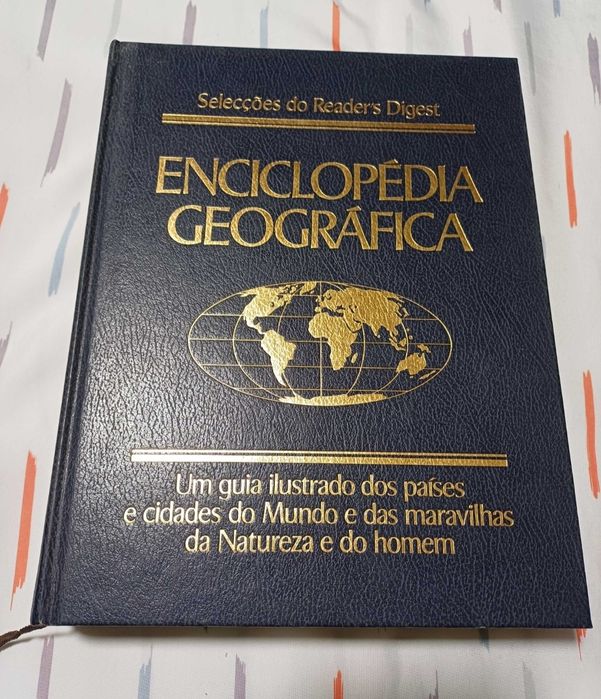 Selecções do Reader's Digest
ENCICLOPÉDIA
GEOGRÁFICA
Um guia ilustrado dos países
e cidades do Mundo e das maravilhas
da Natureza e do homem